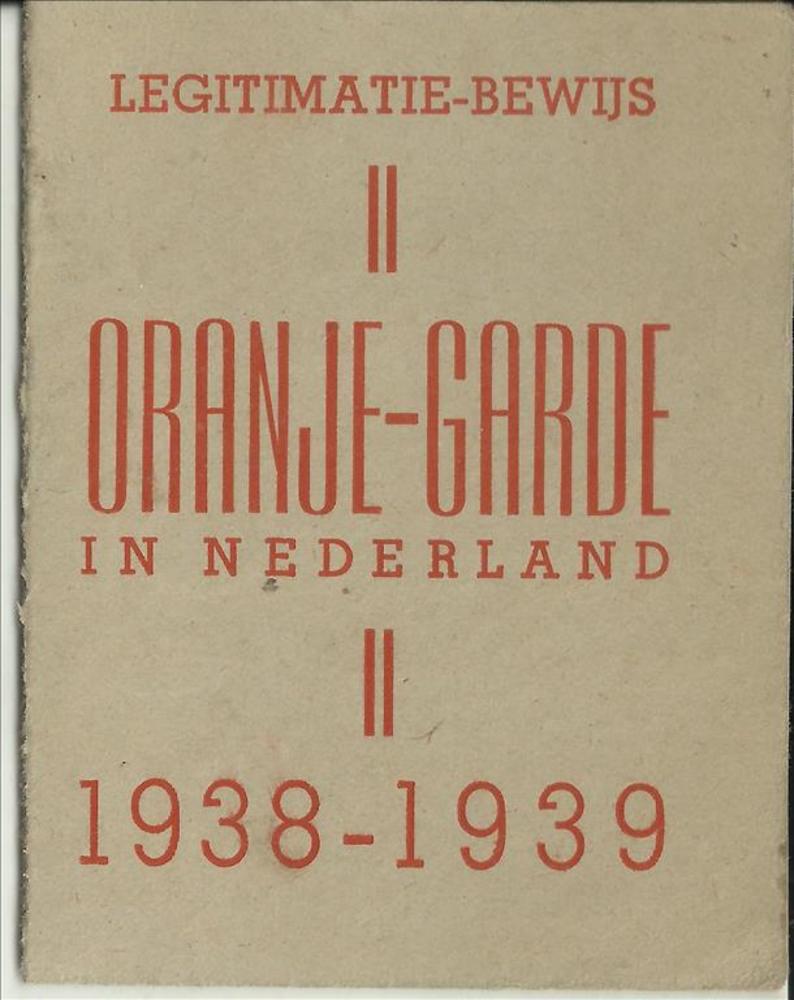 LEGITIMATIE-BEWIJS
ORANJE-GARDE
IN NEDERLAND
1938-1939